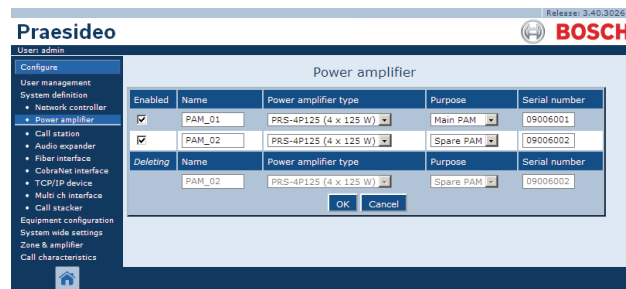 Release: 3.40.3026
Praesideo
BOSCH
User: admin
Configure
User management
System definition
• Network controller
• Power amplifier
• Call station
• Audio expander
• Fiber interface
• CobraNet interface
• TCP/IP device
• Multi ch interface
• Call stacker
Equipment configuration
System wide settings
Zone & amplifier
Call characteristics
Power amplifier
Enabled Name Power amplifier type Purpose Serial number
PAM_01 PRS-4P125 (4 x 125 W) Main PAM 09006001
PAM_02 PRS-4P125 (4 x 125 W) Spare PAM 09006002
Deleting Name Power amplifier type Purpose Serial number
PAM_02 PRS-4P125 (4 x 125 W) Spare PAM 09006002
OK Cancel